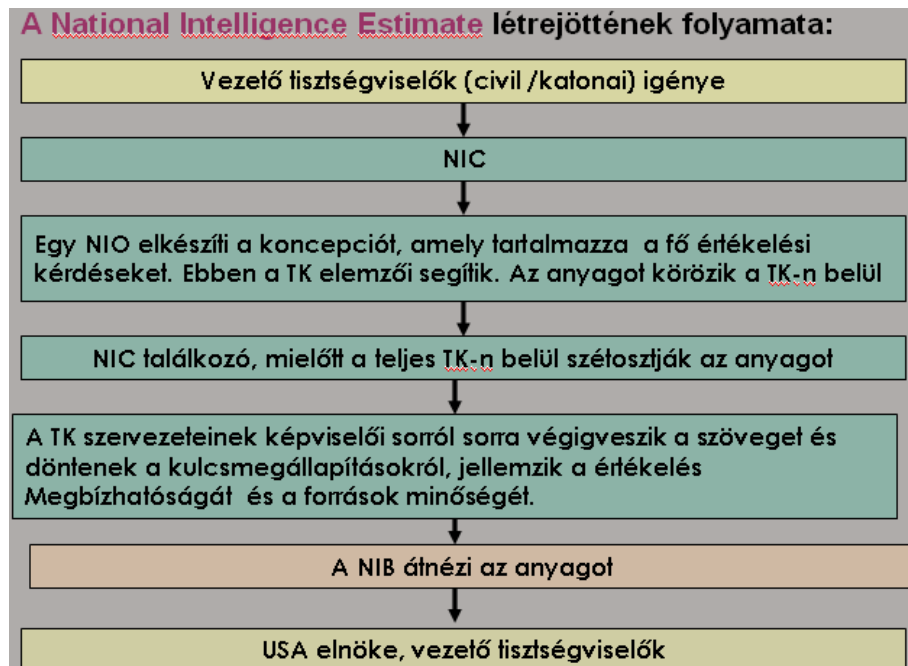 A National Intelligence Estimate létrejöttének folyamata:
Vezető tisztségviselők (civil /katonai) igénye
NIC
Egy NIO elkészíti a koncepciót, amely tartalmazza a fő értékelési
kérdéseket. Ebben a TK elemzői segítik. Az anyagot körözik a TK-n belül
NIC találkozó, mielőtt a teljes TK-n belül szétosztják az anyagot
A TK szervezeteinek képviselői sorról sorra végigveszik a szöveget és
döntenek a kulcsmegállapításokról, jellemzik a értékelés
Megbízhatóságát és a források minőségét.
A NIB átnézi az anyagot
USA elnöke, vezető tisztségviselők